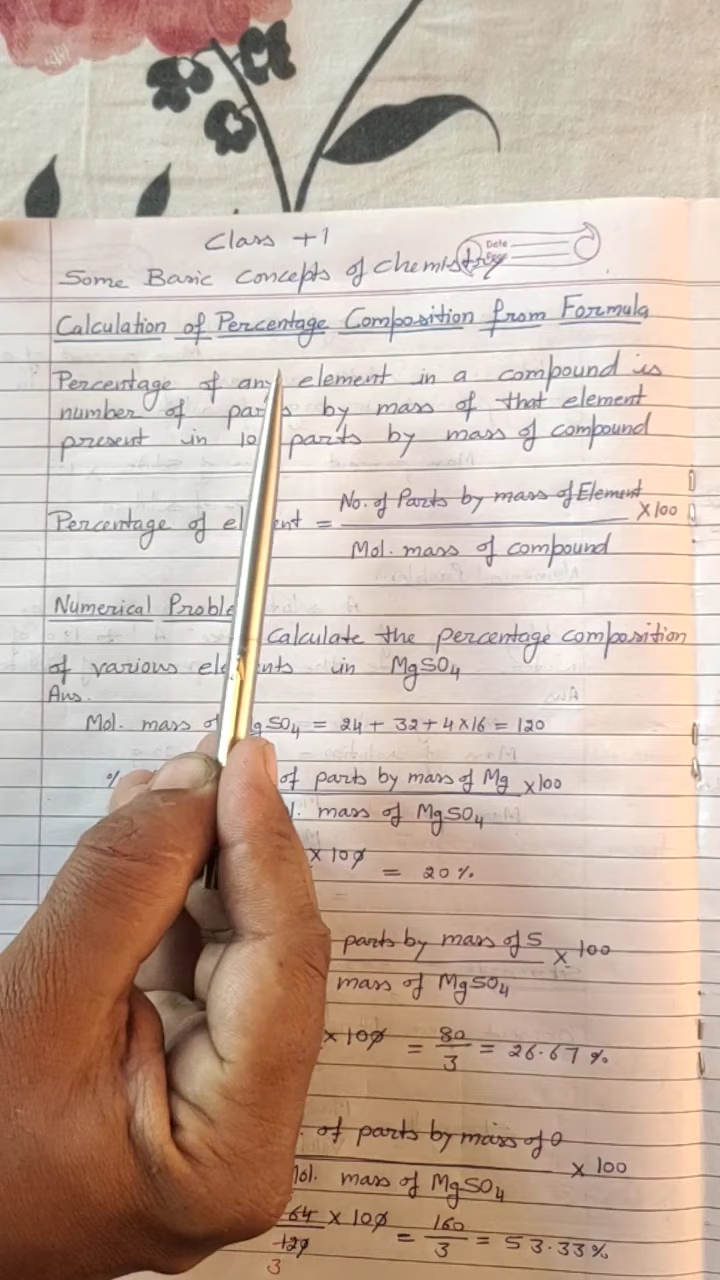 Class +1
Date
Some Basic Concepts of Chemistry
Calculation of Percentage Composition from Formula
Percentage of any element in a compound is
number of parts by mass of that element
present in 10 parts by mass of compound
No. of Parts by mass of Element
Percentage of el nt = X100
Mol. mass of compound
Numerical Proble
Calculate the percentage composition
of various ele nts in MgSO4
Ans.
Mol. mass of gSO4 = 24 + 32 + 4X16 = 120
% of parts by mass of Mg X100
l. mass of MgSO4
X 100 = 20%
parts by mass of S X 100
mass of MgSO4
X 100 = 80/3 = 26.67 %
. of parts by mass of O X 100
Mol. mass of MgSO4
64/120 X 100 = 160/3 = 53.33%
3